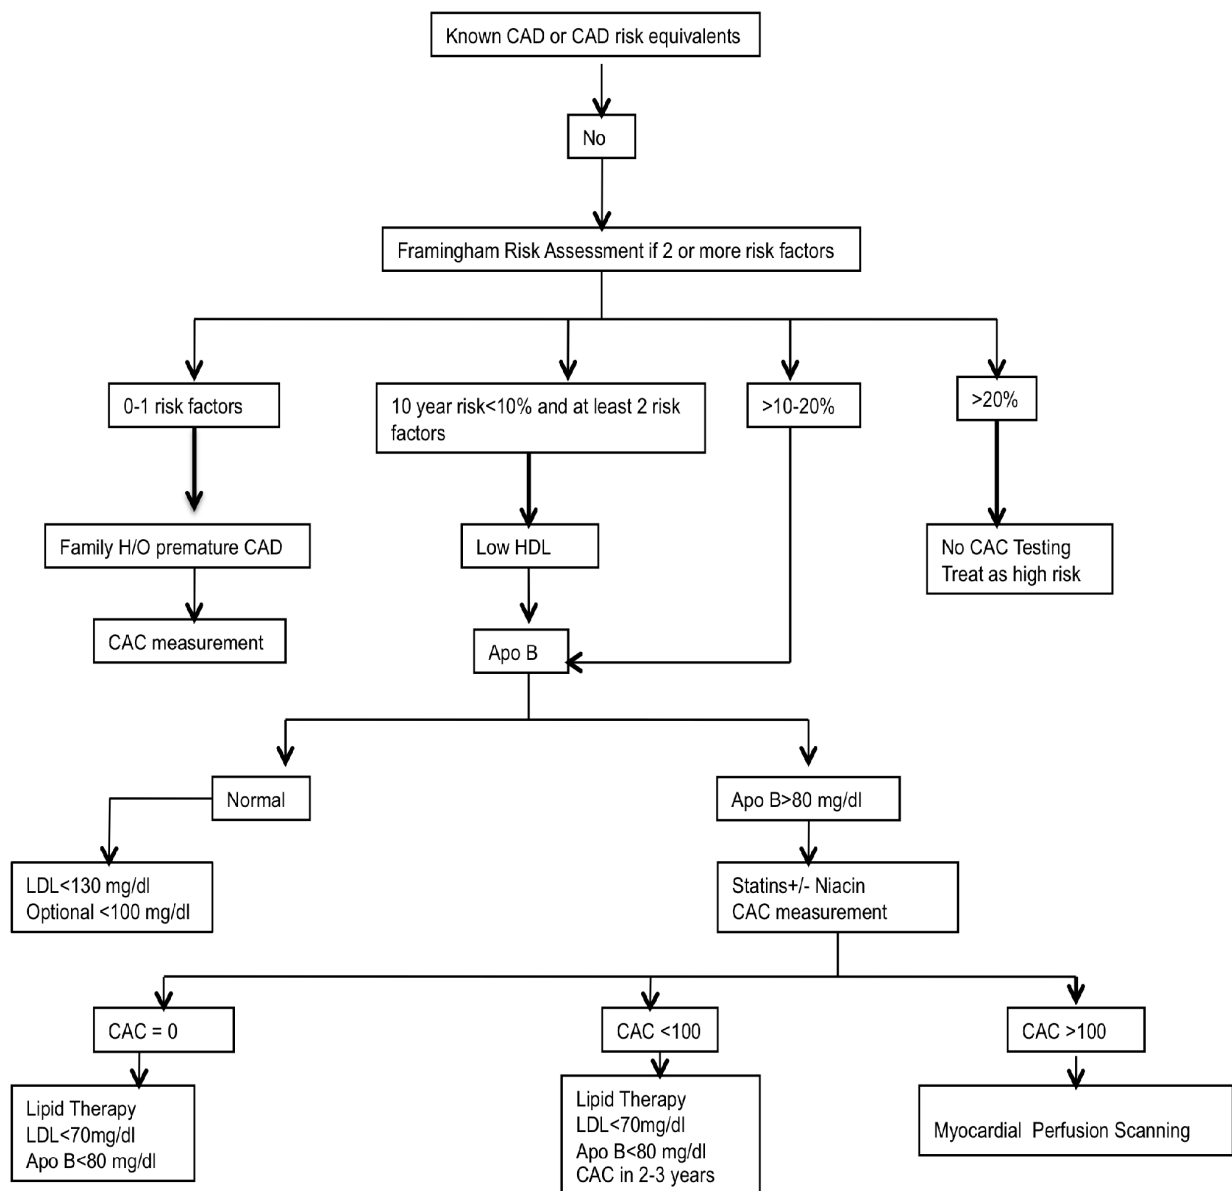 Known CAD or CAD risk equivalents
No
Framingham Risk Assessment if 2 or more risk factors
0-1 risk factors
10 year risk<10% and at least 2 risk
factors
>10-20%
>20%
Family H/O premature CAD
Low HDL
No CAC Testing
Treat as high risk
CAC measurement
Apo B
Normal
Apo B>80 mg/dl
LDL<130 mg/dl
Optional <100 mg/dl
Statins+/- Niacin
CAC measurement
CAC = 0
CAC <100
CAC >100
Lipid Therapy
LDL<70mg/dl
Apo B<80 mg/dl
Lipid Therapy
LDL<70mg/dl
Apo B<80 mg/dl
CAC in 2-3 years
Myocardial Perfusion Scanning